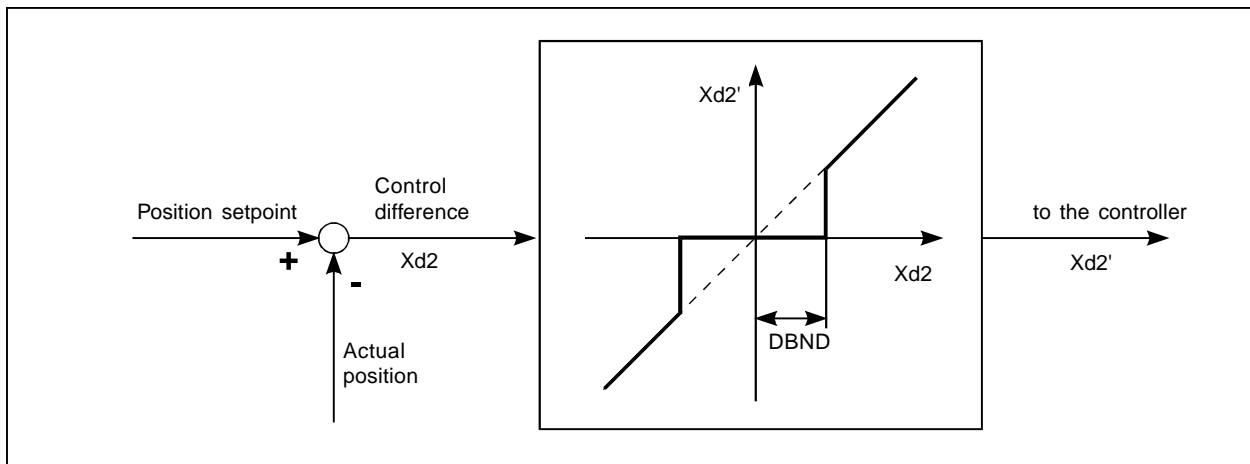 Position setpoint
+
-
Actual
position
Control
difference
Xd2
Xd2'
Xd2
DBND
to the controller
Xd2'